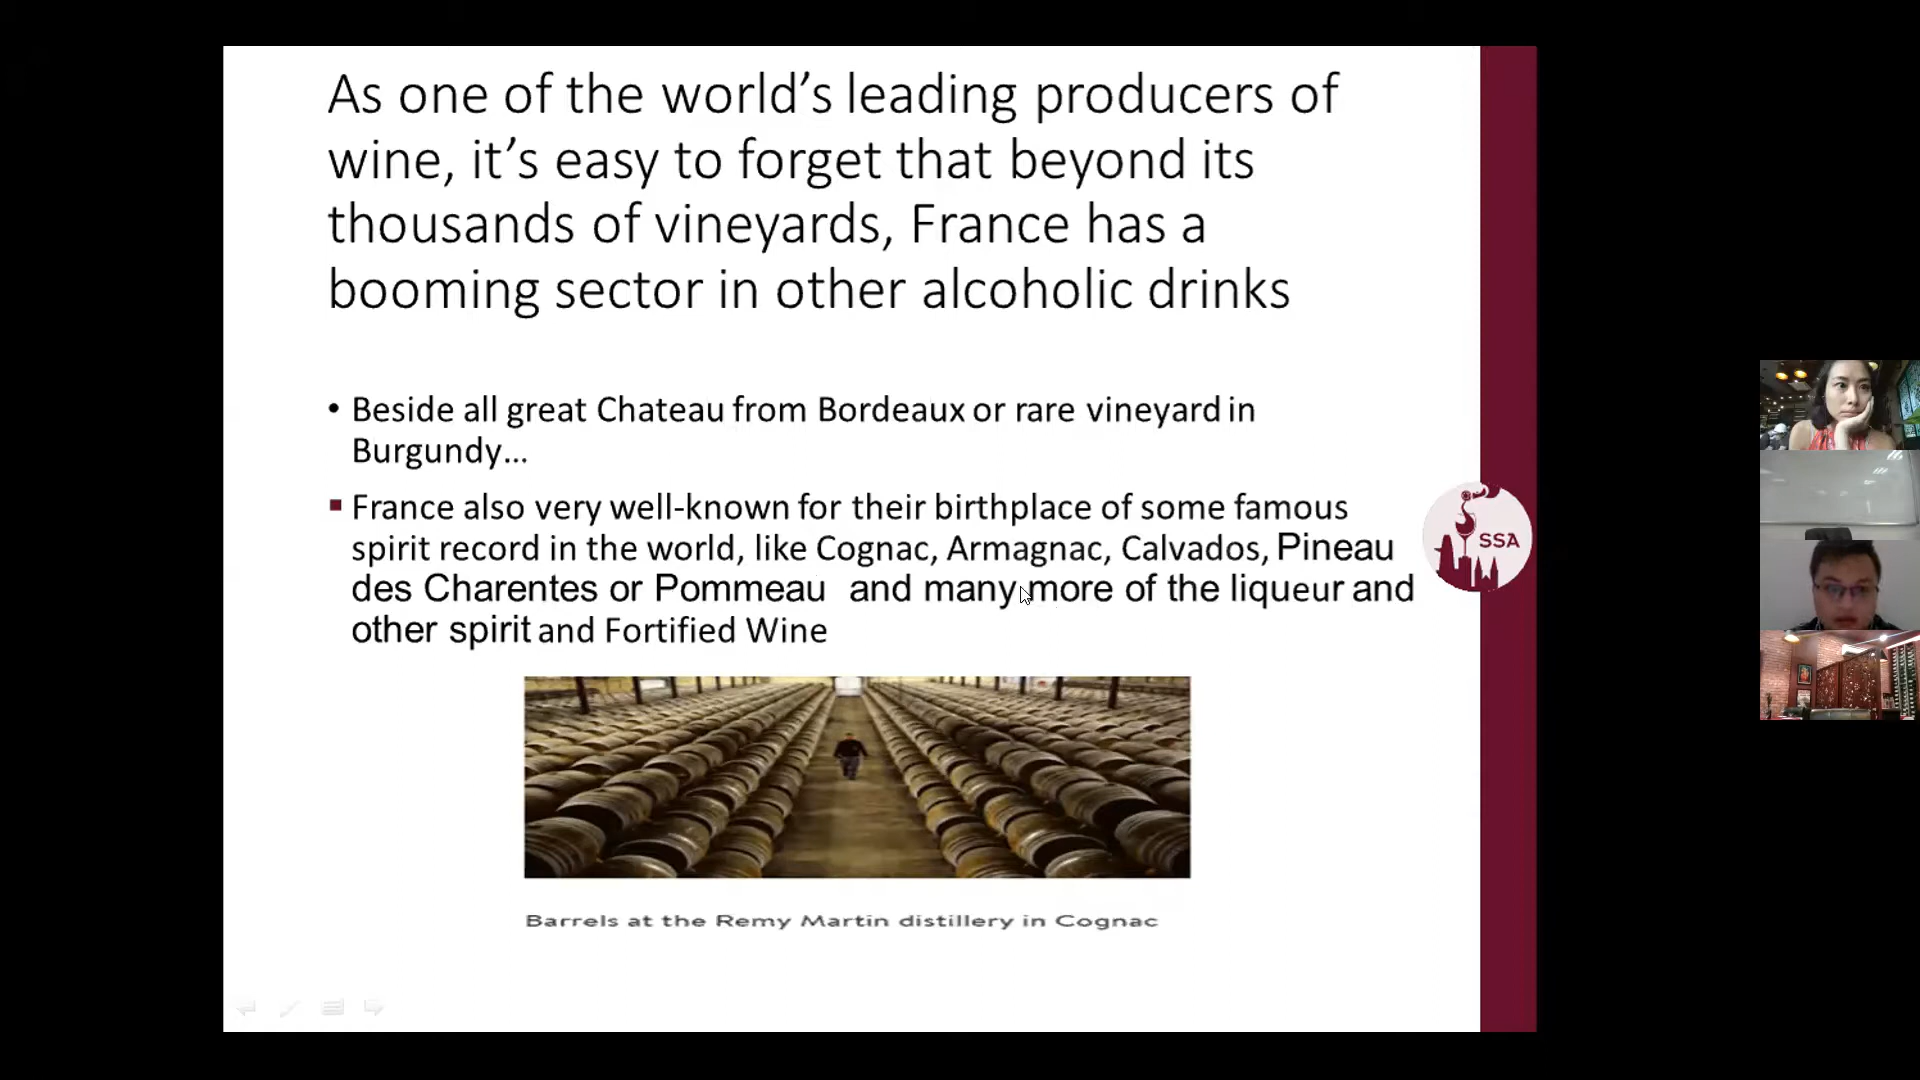 As one of the world’s leading producers of
wine, it’s easy to forget that beyond its
thousands of vineyards, France has a
booming sector in other alcoholic drinks
• Beside all great Chateau from Bordeaux or rare vineyard in
Burgundy…
▪ France also very well-known for their birthplace of some famous
spirit record in the world, like Cognac, Armagnac, Calvados, Pineau
des Charentes or Pommeau and many more of the liqueur and
other spirit and Fortified Wine
SSA
Barrels at the Remy Martin distillery in Cognac